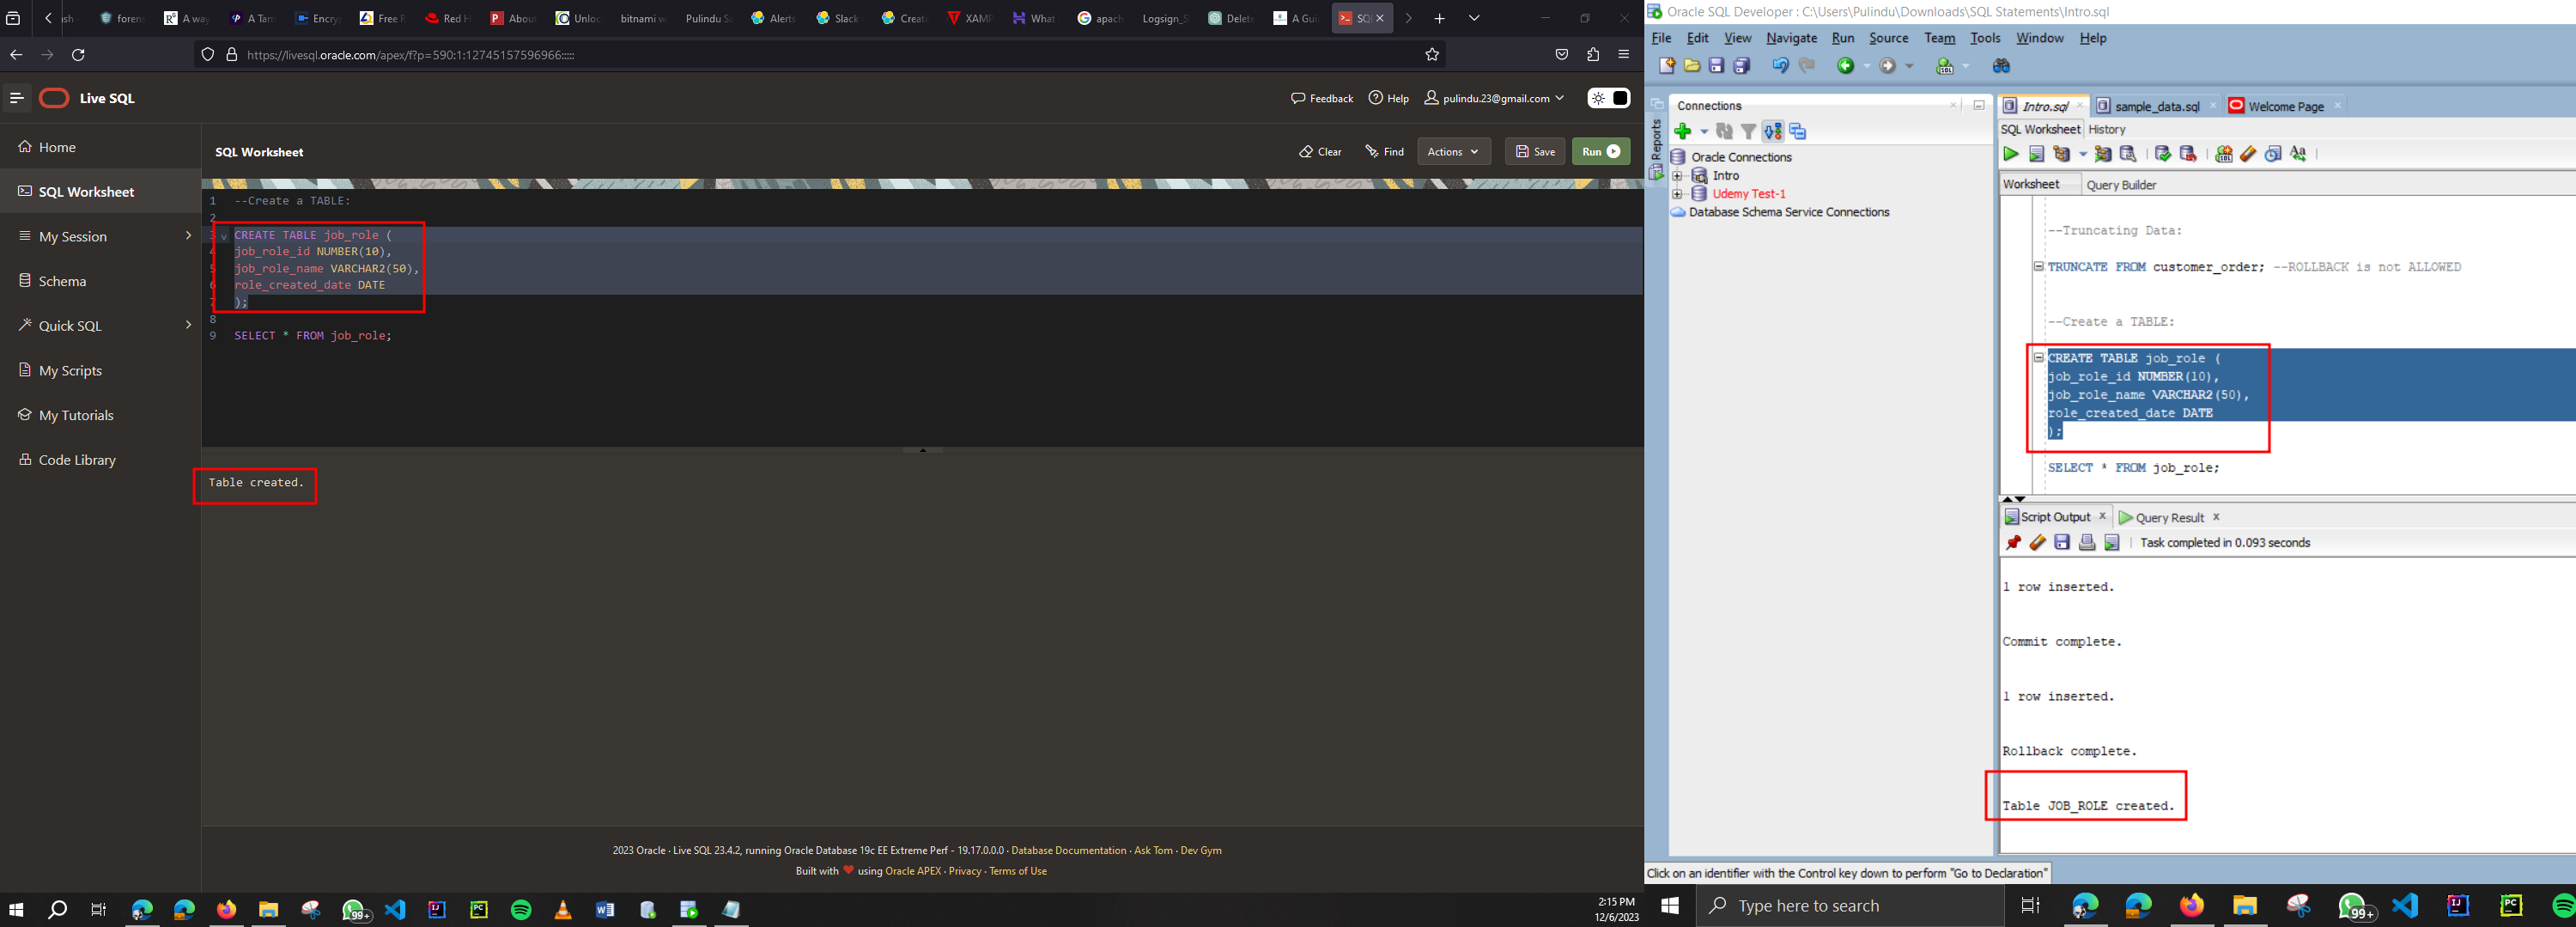 foren
R² A way
A Tam
Encry
Free R
Red H
About
Unloc
bitnami w
Pulindu Sa
Alerts
Slack
Create
XAMP
What
apach
Logsign_S
Delete
A Gui
SQL
https://livesql.oracle.com/apex/f?p=590:1:12745157596966:::::
Live SQL
Feedback
Help
pulindu.23@gmail.com
Home
SQL Worksheet
My Session
Schema
Quick SQL
My Scripts
My Tutorials
Code Library
SQL Worksheet
Clear
Find
Actions
Save
Run
1 --Create a TABLE:
2
3 CREATE TABLE job_role (
4 job_role_id NUMBER(10),
5 job_role_name VARCHAR2(50),
6 role_created_date DATE
7 );
8
9 SELECT * FROM job_role;
Table created.
2023 Oracle · Live SQL 23.4.2, running Oracle Database 19c EE Extreme Perf - 19.17.0.0.0 · Database Documentation · Ask Tom · Dev Gym
Built with ❤ using Oracle APEX · Privacy · Terms of Use
99+
2:15 PM
12/6/2023
Oracle SQL Developer : C:\Users\Pulindu\Downloads\SQL Statements\Intro.sql
File Edit View Navigate Run Source Team Tools Window Help
Reports
Connections
Oracle Connections
Intro
Udemy Test-1
Database Schema Service Connections
Intro.sql
sample_data.sql
Welcome Page
SQL Worksheet History
Worksheet Query Builder
--Truncating Data:
TRUNCATE FROM customer_order; --ROLLBACK is not ALLOWED
--Create a TABLE:
CREATE TABLE job_role (
job_role_id NUMBER(10),
job_role_name VARCHAR2(50),
role_created_date DATE
);
SELECT * FROM job_role;
Script Output
Query Result
Task completed in 0.093 seconds
1 row inserted.
Commit complete.
1 row inserted.
Rollback complete.
Table JOB_ROLE created.
Click on an identifier with the Control key down to perform "Go to Declaration"
Type here to search
99+